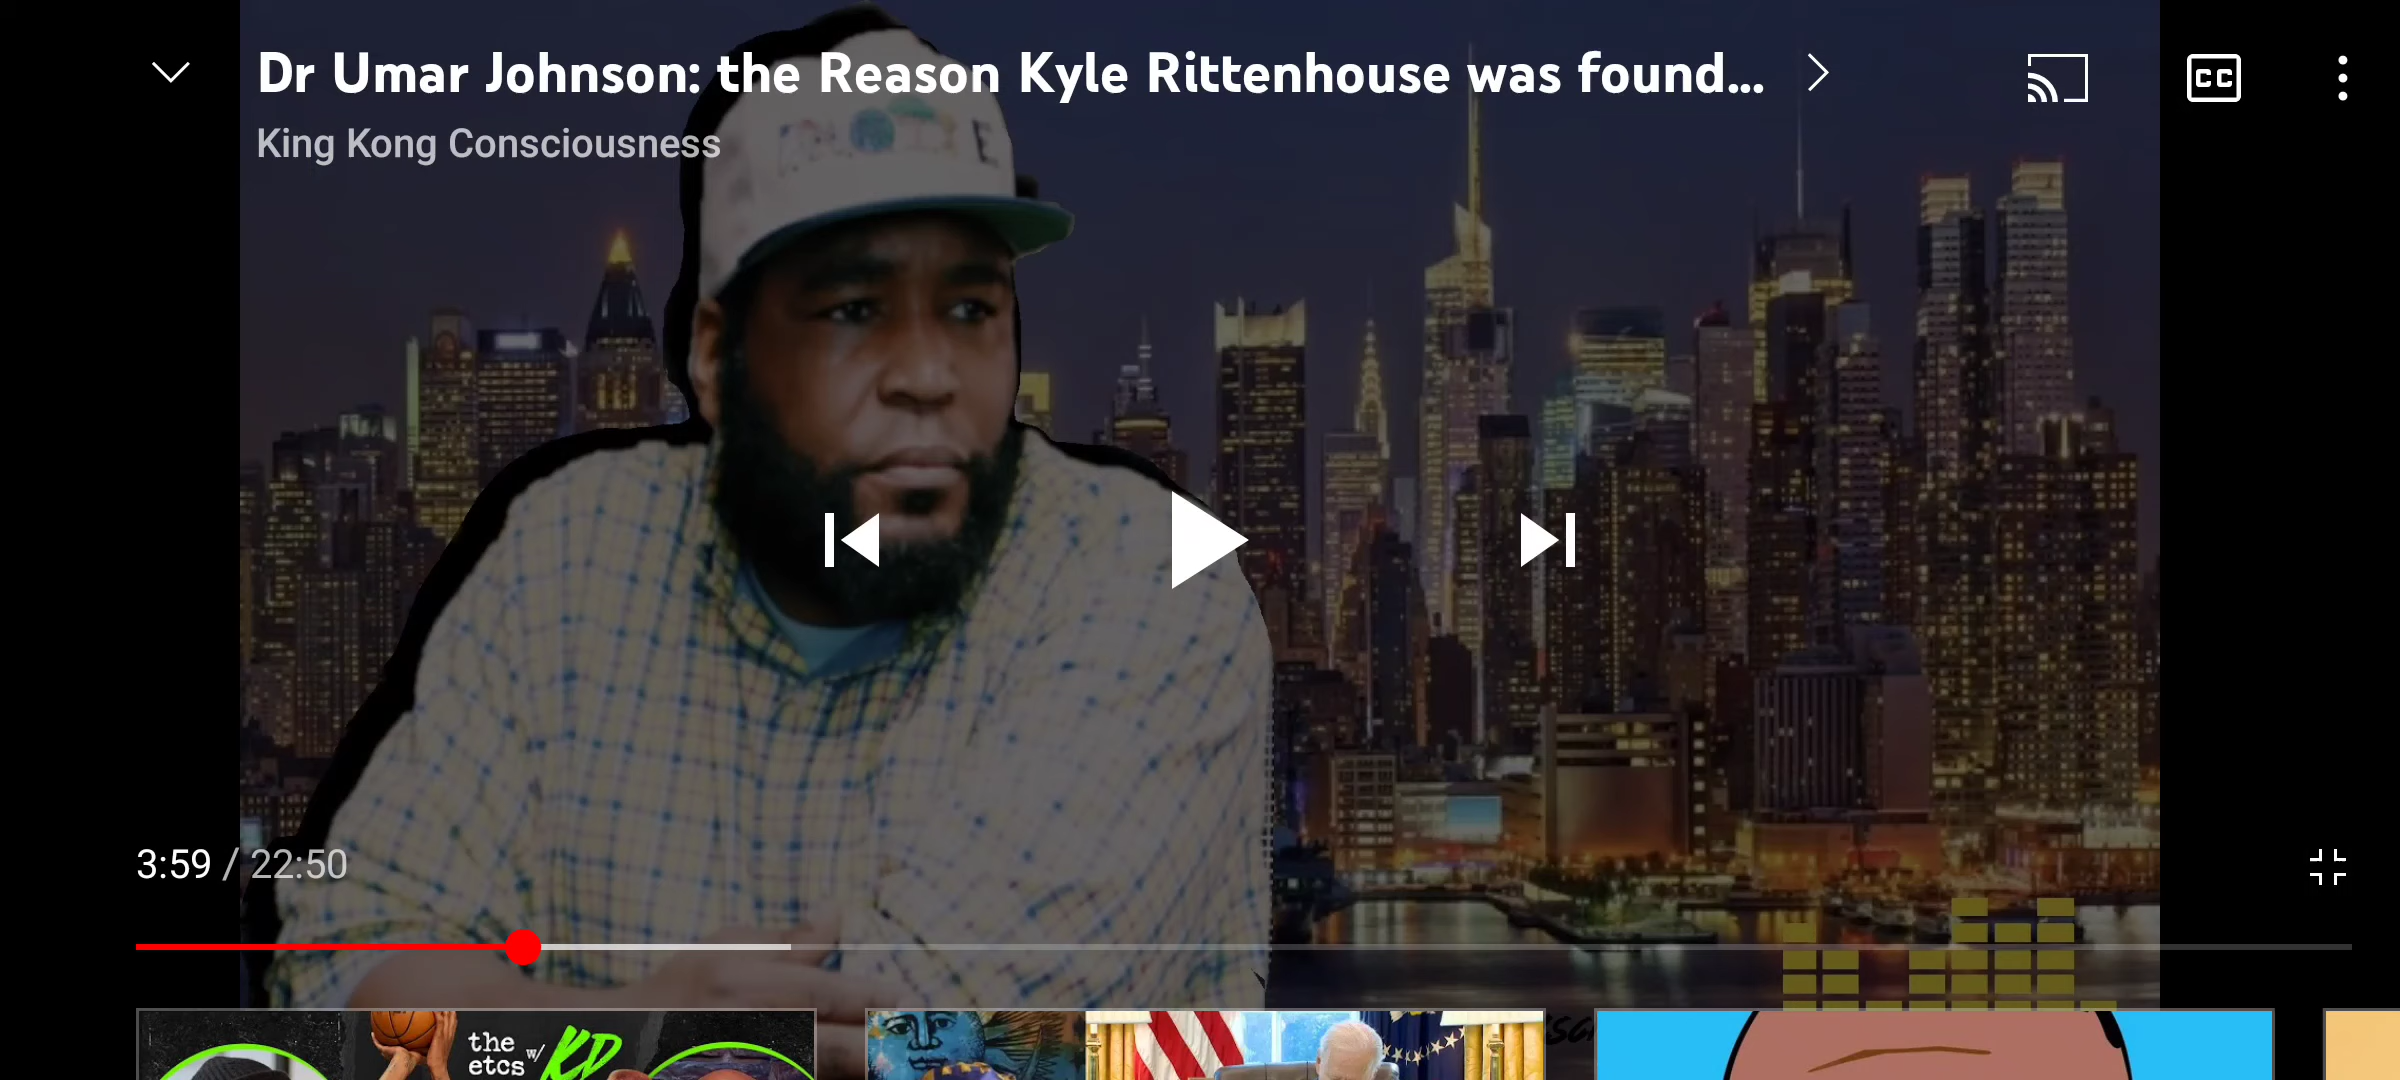 Dr Umar Johnson: the Reason Kyle Rittenhouse was found...
CC
King Kong Consciousness
3:59 / 22:50
the
etcs w/ KD